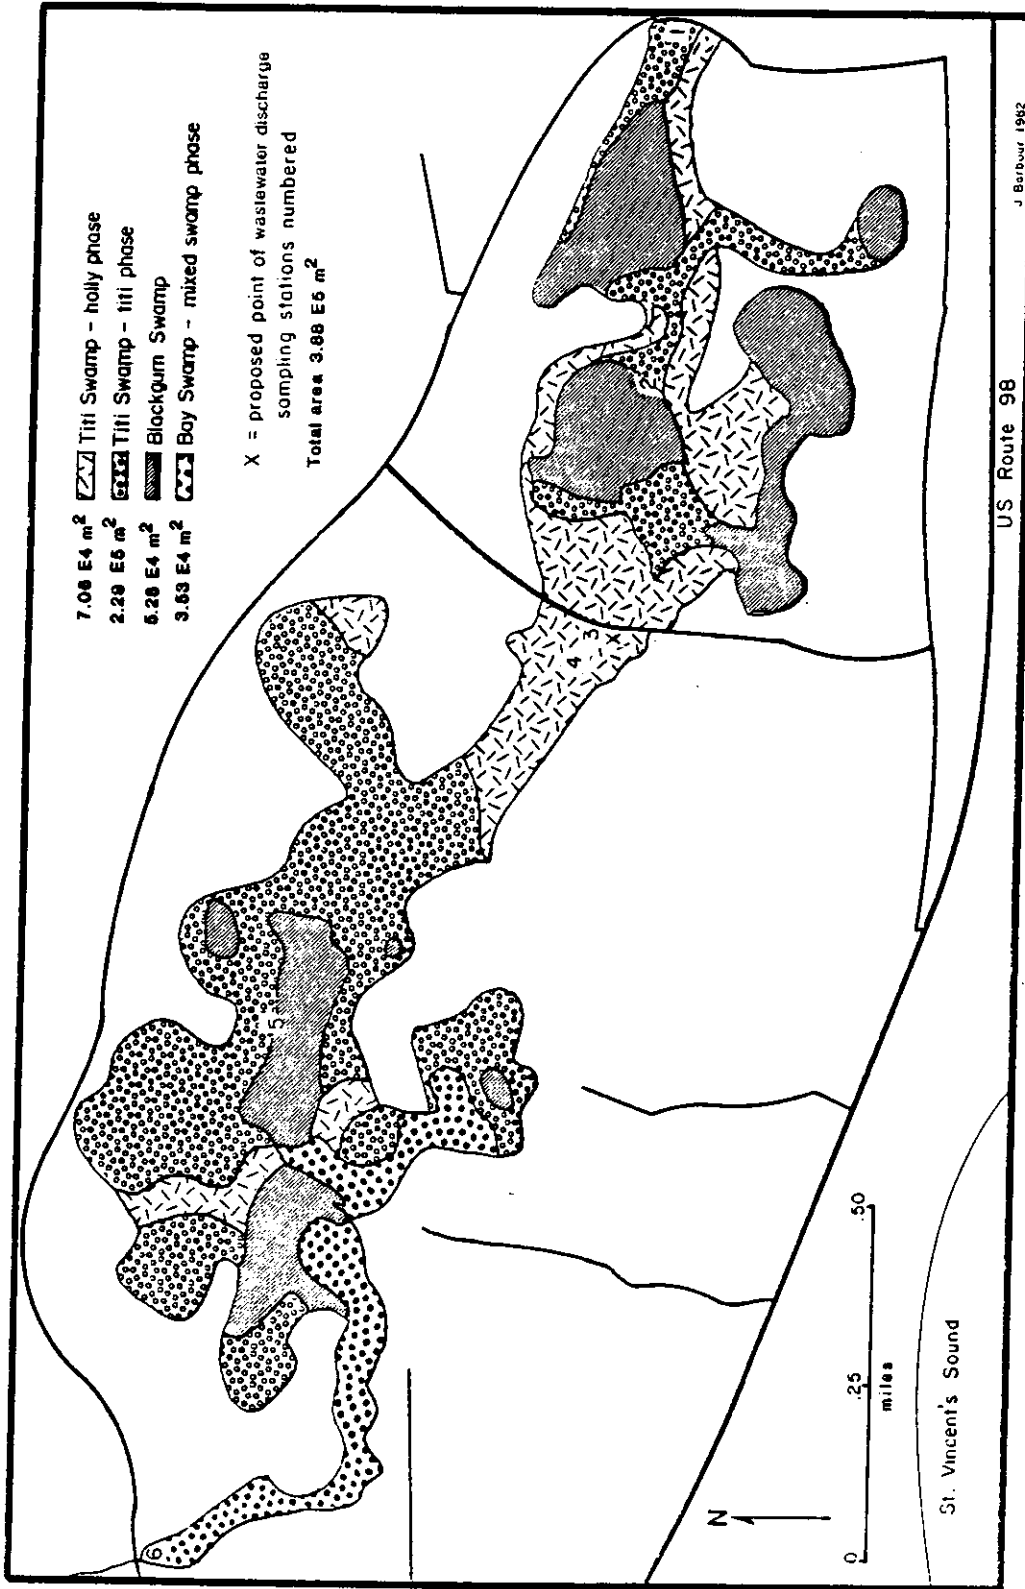 7.06 E4 m² Titi Swamp - holly phase
2.29 E5 m² Titi Swamp - titi phase
5.28 E4 m² Blackgum Swamp
3.53 E4 m² Bay Swamp - mixed swamp phase
X = proposed point of wastewater discharge
sampling stations numbered
Total area 3.88 E5 m²
1
2
3
X
4
5
6
N
0 .25 .50
miles
St. Vincent's Sound
US Route 98
J Barbour 1982